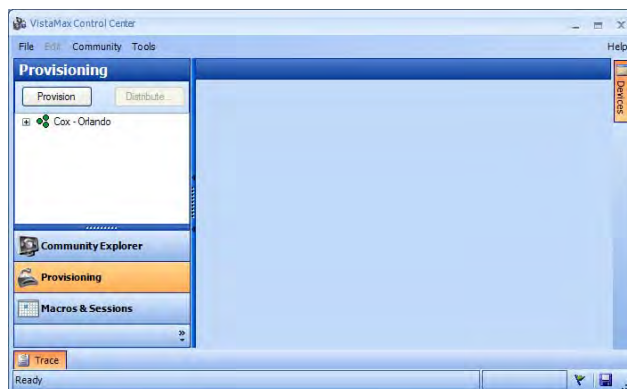 VistaMax Control Center
File Edit Community Tools Help
Provisioning
Provision Distribute...
Cox - Orlando
Devices
Community Explorer
Provisioning
Macros & Sessions
Trace
Ready